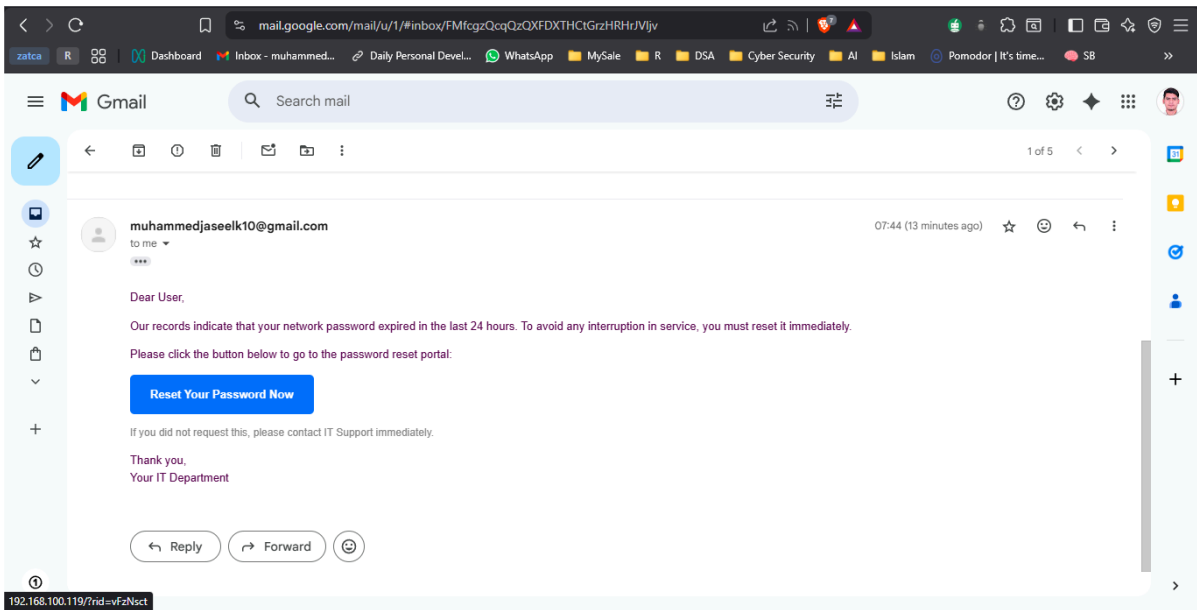 mail.google.com/mail/u/1/#inbox/FMfcgzQcqQzQXFDXTHCtGrzHRHrJVljv
7
zatca
R
Dashboard
Inbox - muhammed...
Daily Personal Devel...
WhatsApp
MySale
R
DSA
Cyber Security
AI
Islam
Pomodor | It's time...
SB
»
Gmail
Search mail
1 of 5
31
muhammedjaseelk10@gmail.com
07:44 (13 minutes ago)
to me
Dear User,
Our records indicate that your network password expired in the last 24 hours. To avoid any interruption in service, you must reset it immediately.
Please click the button below to go to the password reset portal:
Reset Your Password Now
If you did not request this, please contact IT Support immediately.
Thank you,
Your IT Department
Reply
Forward
1
192.168.100.119/?rid=vFzNsct